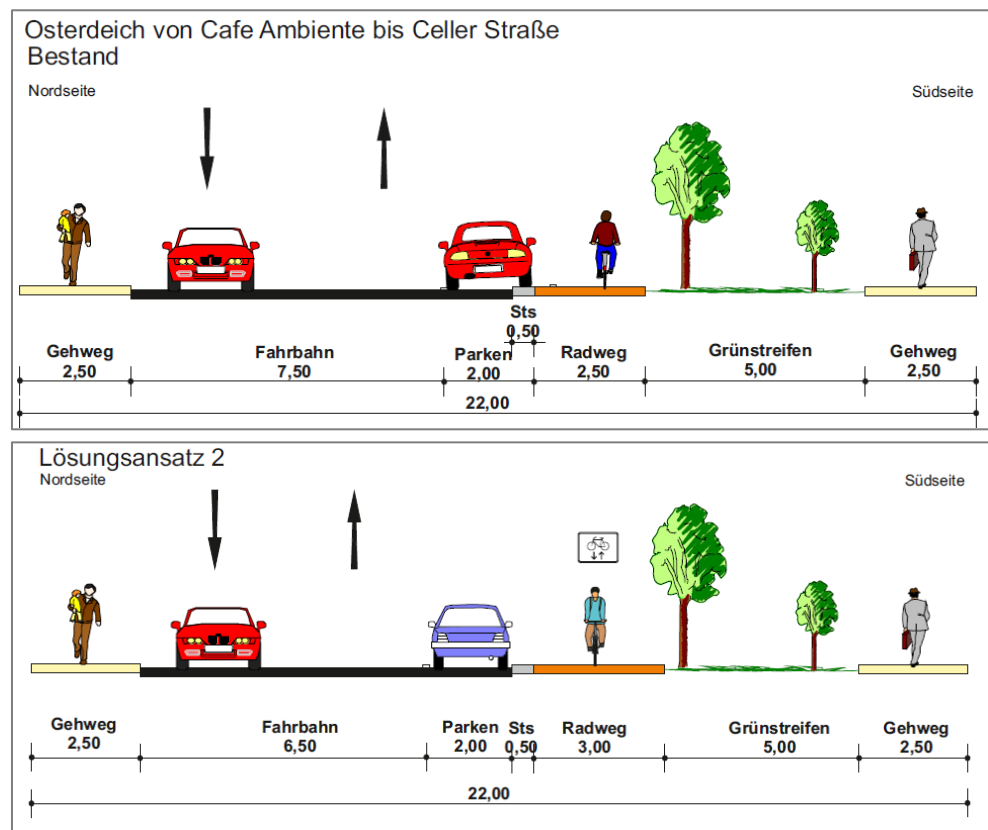 Osterdeich von Cafe Ambiente bis Celler Straße
Bestand
Nordseite Südseite
Sts
0,50
Gehweg Fahrbahn Parken Radweg Grünstreifen Gehweg
2,50 7,50 2,00 2,50 5,00 2,50
22,00
Lösungsansatz 2
Nordseite Südseite
Gehweg Fahrbahn Parken Sts Radweg Grünstreifen Gehweg
2,50 6,50 2,00 0,50 3,00 5,00 2,50
22,00